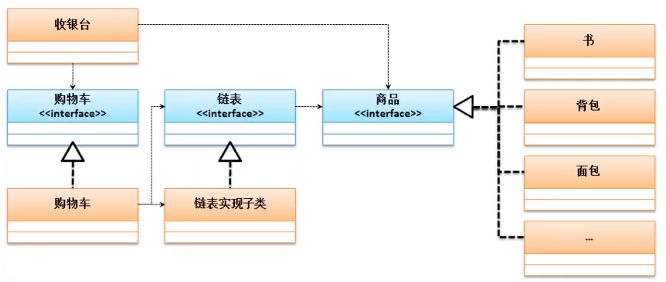 收银台
书
购物车
<<interface>>
链表
<<interface>>
商品
<<interface>>
背包
面包
购物车
链表实现子类
...